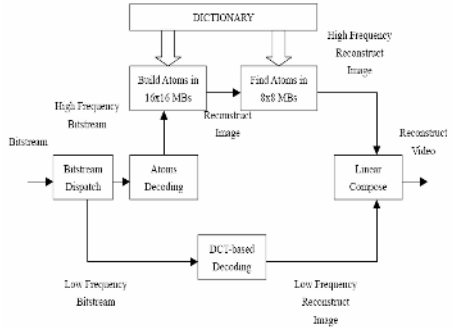 DICTIONARY
High Frequency
Reconstruct
Image
Build Atoms in
16x16 MBs
Find Atoms in
8x8 MBs
High Frequency
Bitstream
Reconstruct
Image
Bitstream
Reconstruct
Video
Bitstream
Dispatch
Atoms
Decoding
Linear
Compose
DCT-based
Decoding
Low Frequency
Bitstream
Low Frequency
Reconstruct
Image